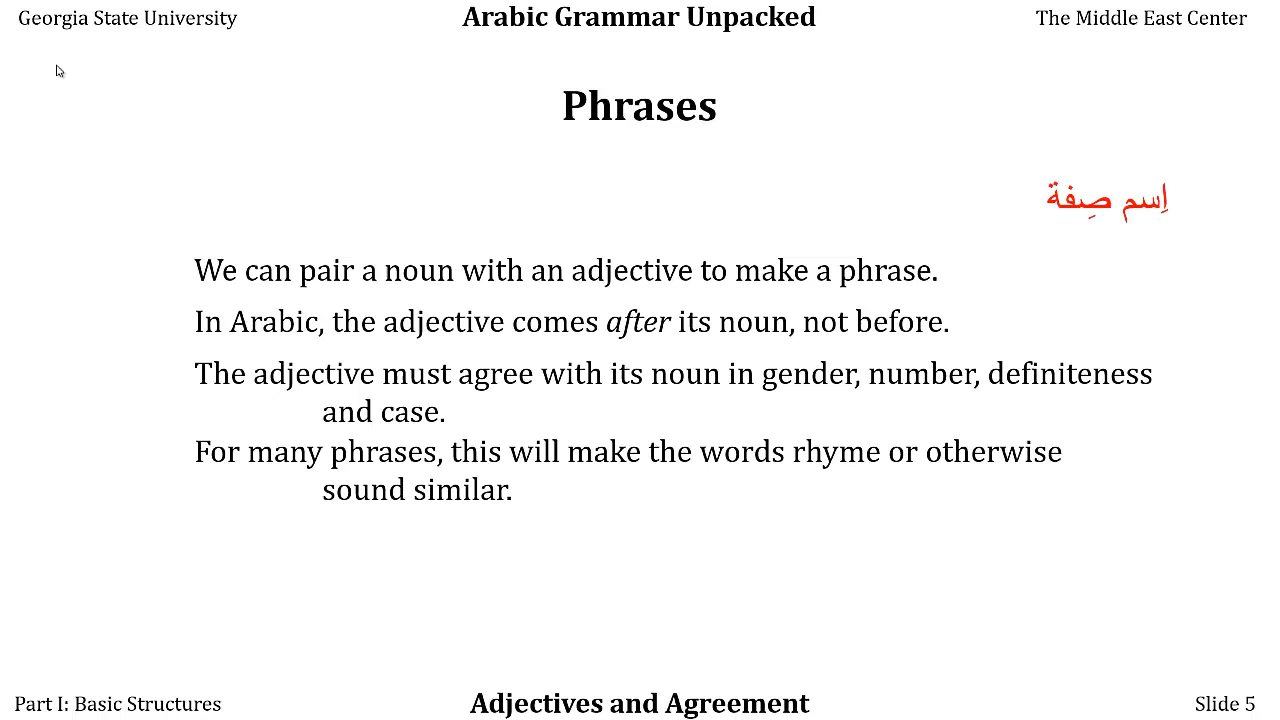 Georgia State University
Arabic Grammar Unpacked
The Middle East Center
Phrases
اِسم صِفة
We can pair a noun with an adjective to make a phrase.
In Arabic, the adjective comes after its noun, not before.
The adjective must agree with its noun in gender, number, definiteness
and case.
For many phrases, this will make the words rhyme or otherwise
sound similar.
Part I: Basic Structures
Adjectives and Agreement
Slide 5